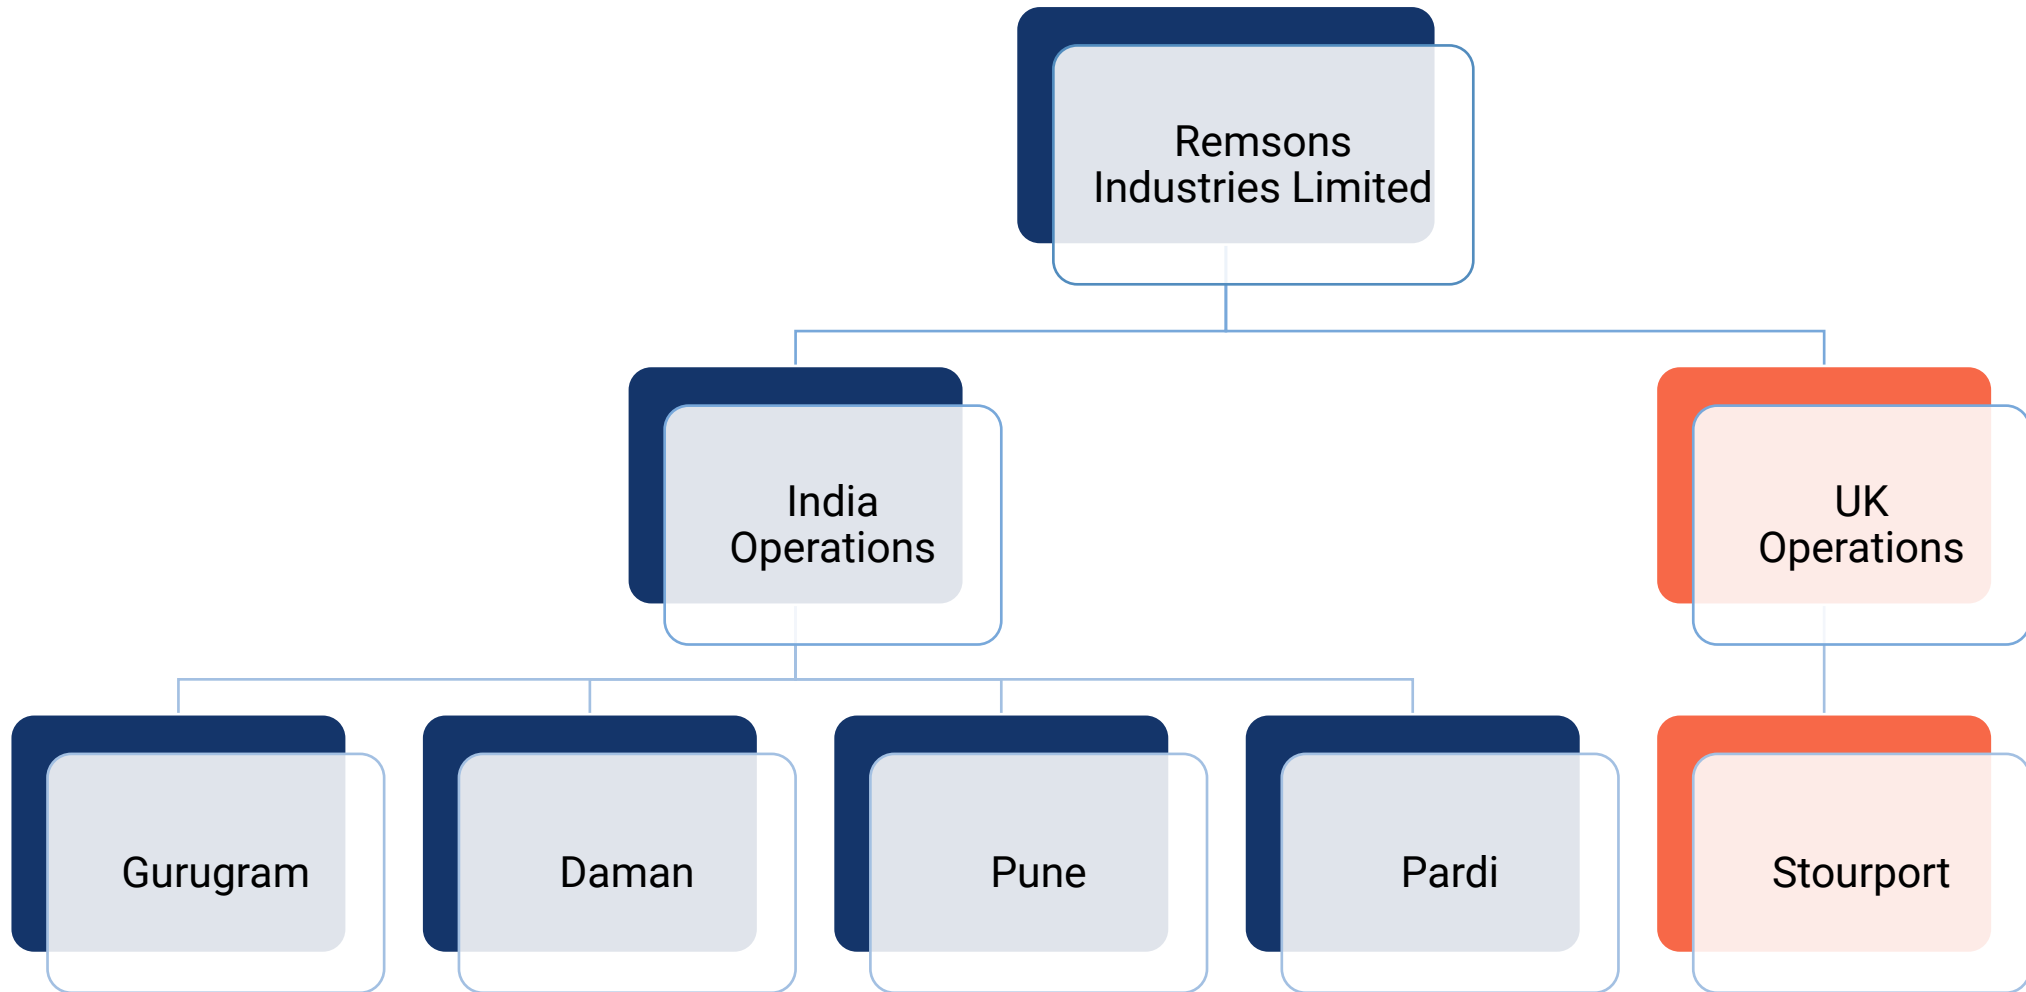 Remsons
Industries Limited
India
Operations
UK
Operations
Gurugram
Daman
Pune
Pardi
Stourport